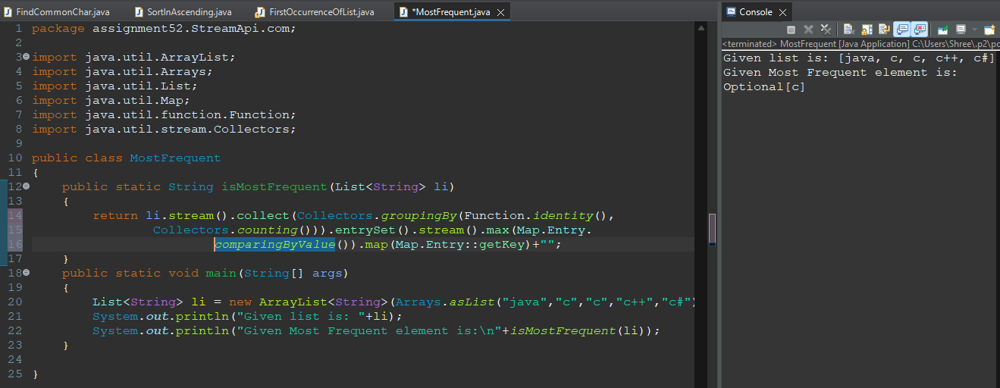 FindCommonChar.java SortInAscending.java FirstOccurrenceOfList.java *MostFrequent.java
1 package assignment52.StreamApi.com;
2
3 import java.util.ArrayList;
4 import java.util.Arrays;
5 import java.util.List;
6 import java.util.Map;
7 import java.util.function.Function;
8 import java.util.stream.Collectors;
9
10 public class MostFrequent
11 {
12 public static String isMostFrequent(List<String> li)
13 {
14 return li.stream().collect(Collectors.groupingBy(Function.identity(),
15 Collectors.counting())).entrySet().stream().max(Map.Entry.
16 comparingByValue()).map(Map.Entry::getKey)+"";
17 }
18 public static void main(String[] args)
19 {
20 List<String> li = new ArrayList<String>(Arrays.asList("java","c","c","c++","c#")
21 System.out.println("Given list is: "+li);
22 System.out.println("Given Most Frequent element is:\n"+isMostFrequent(li));
23 }
24
25 }
Console
<terminated> MostFrequent [Java Application] C:\Users\Shree\.p2\po
Given list is: [java, c, c, c++, c#]
Given Most Frequent element is:
Optional[c]